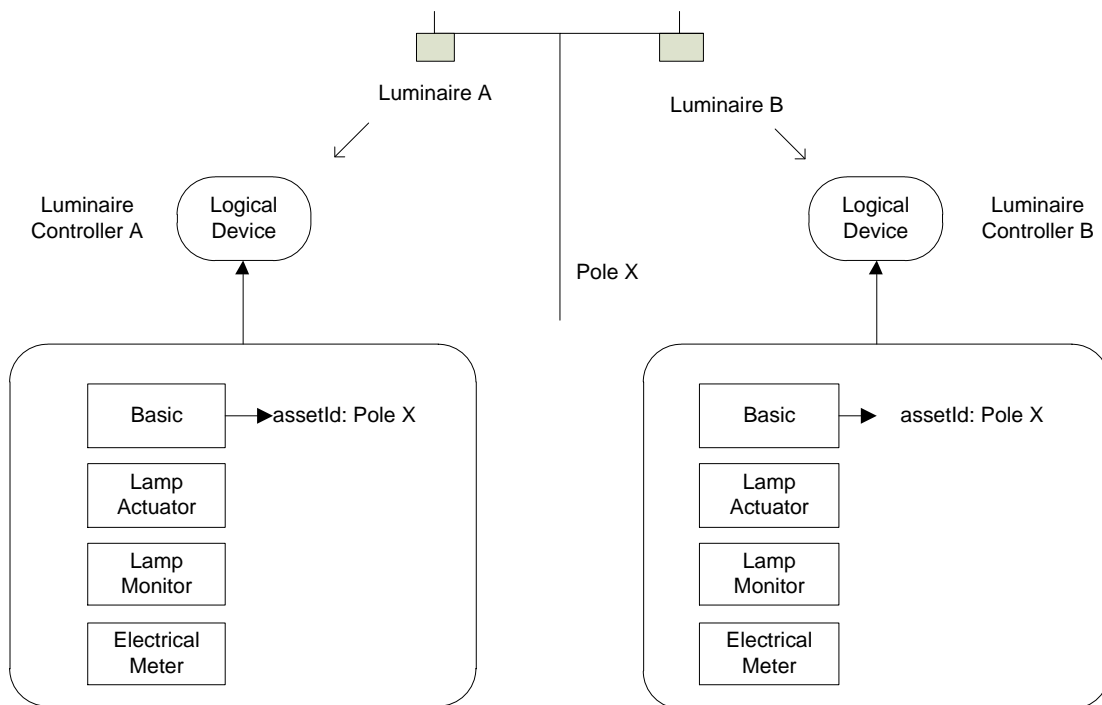 Luminaire A
Luminaire B
Luminaire
Controller A
Logical
Device
Logical
Device
Luminaire
Controller B
Pole X
Basic
assetId: Pole X
Lamp
Actuator
Lamp
Monitor
Electrical
Meter
Basic
assetId: Pole X
Lamp
Actuator
Lamp
Monitor
Electrical
Meter